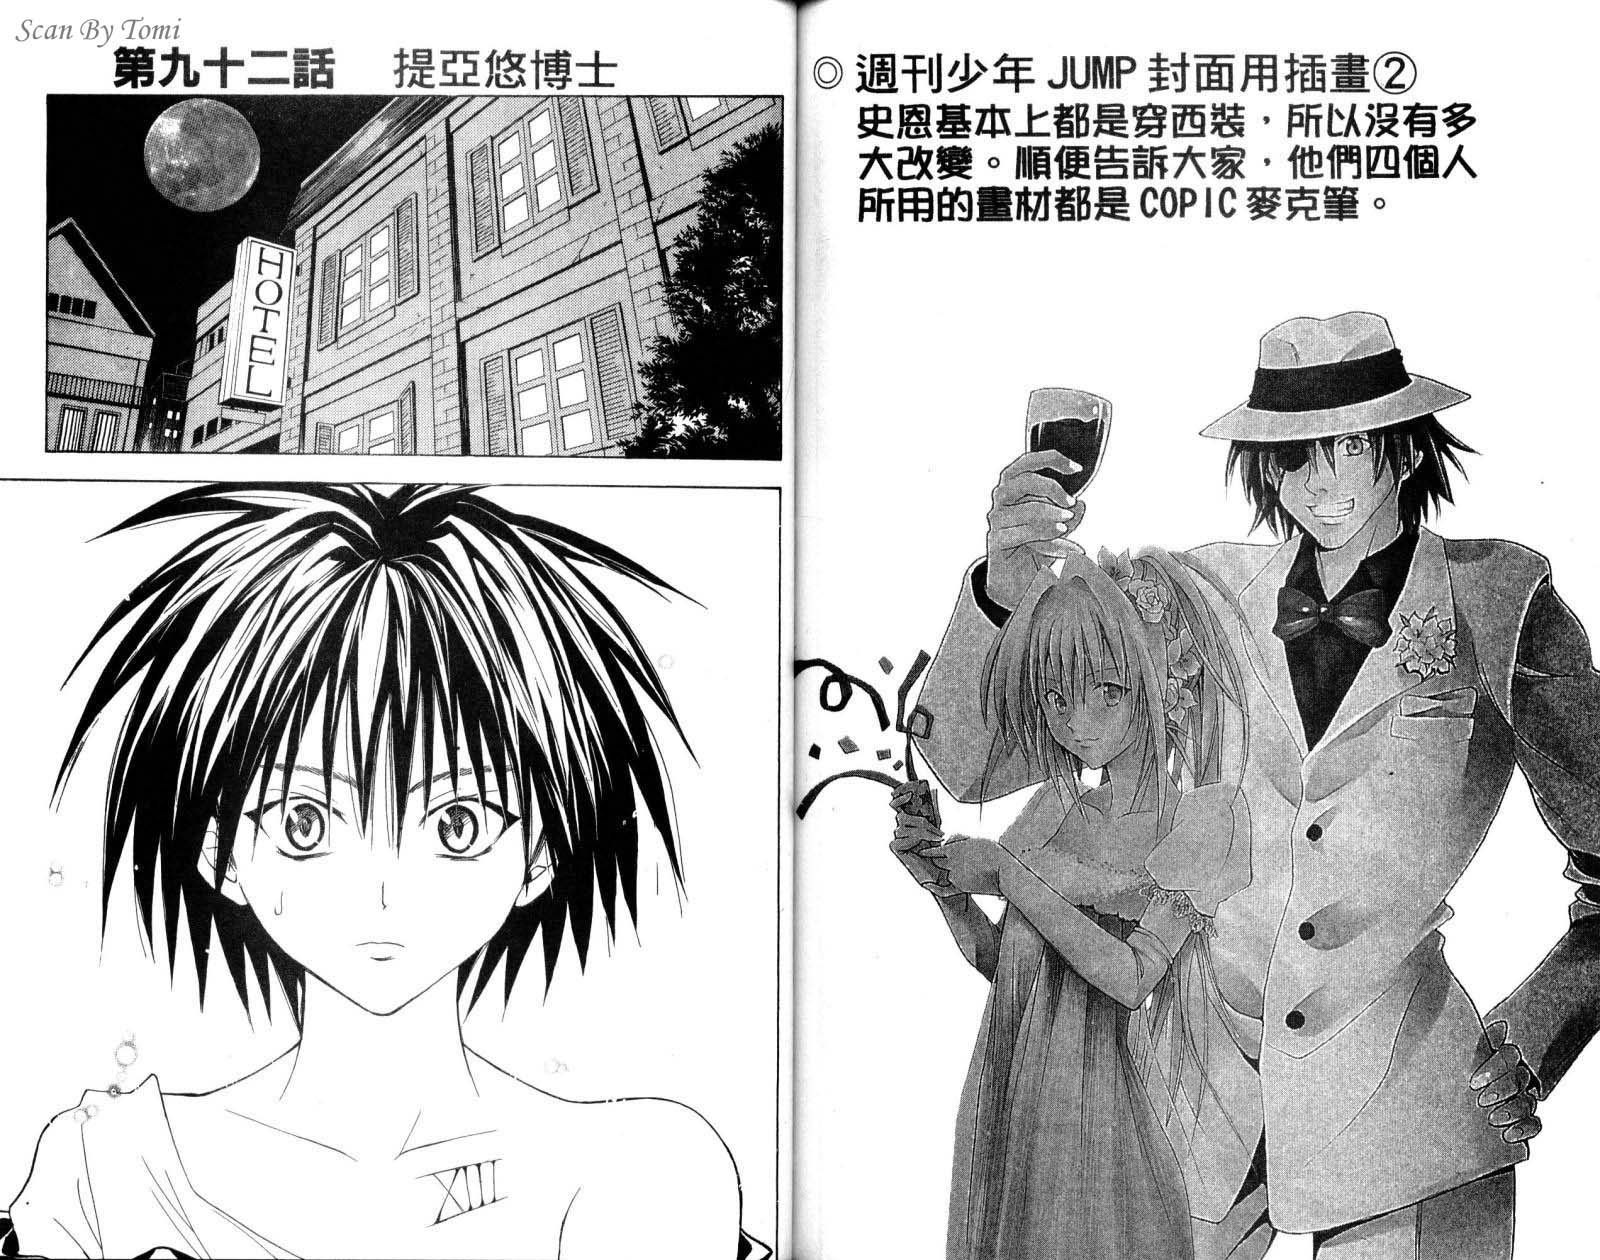 Scan By Tomi
◎ 週刊少年 JUMP 封面用插畫②
史恩基本上都是穿西裝，所以沒有多
大改變。順便告訴大家，他們四個人
所用的畫材都是 COPIC 麥克筆。
第九十二話 提亞悠博士
HOTEL
XIII